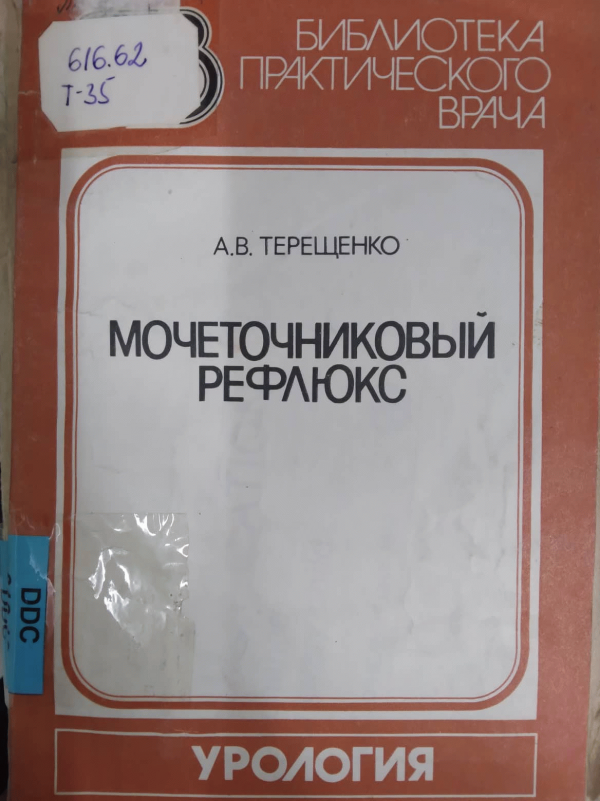 616.62
Т-35
БИБЛИОТЕКА
ПРАКТИЧЕСКОГО
ВРАЧА
А.В. ТЕРЕЩЕНКО
МОЧЕТОЧНИКОВЫЙ
РЕФЛЮКС
DDC
УРОЛОГИЯ